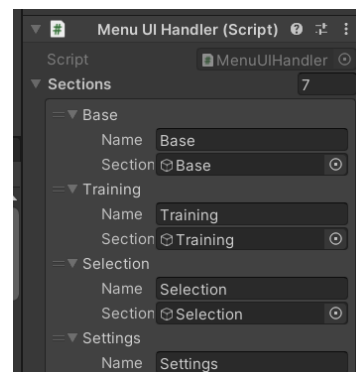 # Menu UI Handler (Script)
Script MenuUIHandler
Sections 7
Base
Name Base
Section Base
Training
Name Training
Section Training
Selection
Name Selection
Section Selection
Settings
Name Settings